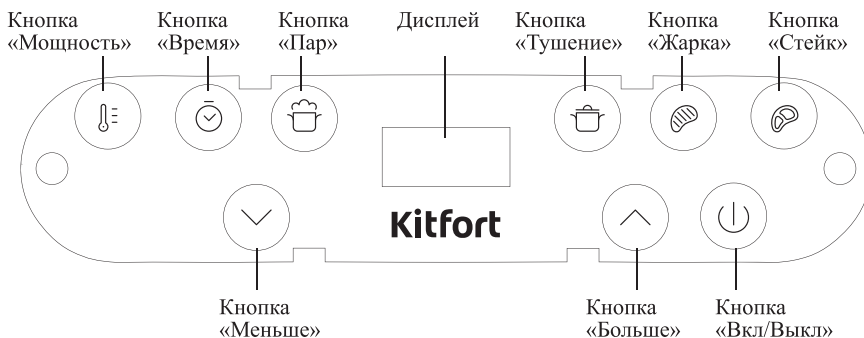 Кнопка
«Мощность»
Кнопка
«Время»
Кнопка
«Пар»
Дисплей
Кнопка
«Тушение»
Кнопка
«Жарка»
Кнопка
«Стейк»
Kitfort
Кнопка
«Меньше»
Кнопка
«Больше»
Кнопка
«Вкл/Выкл»